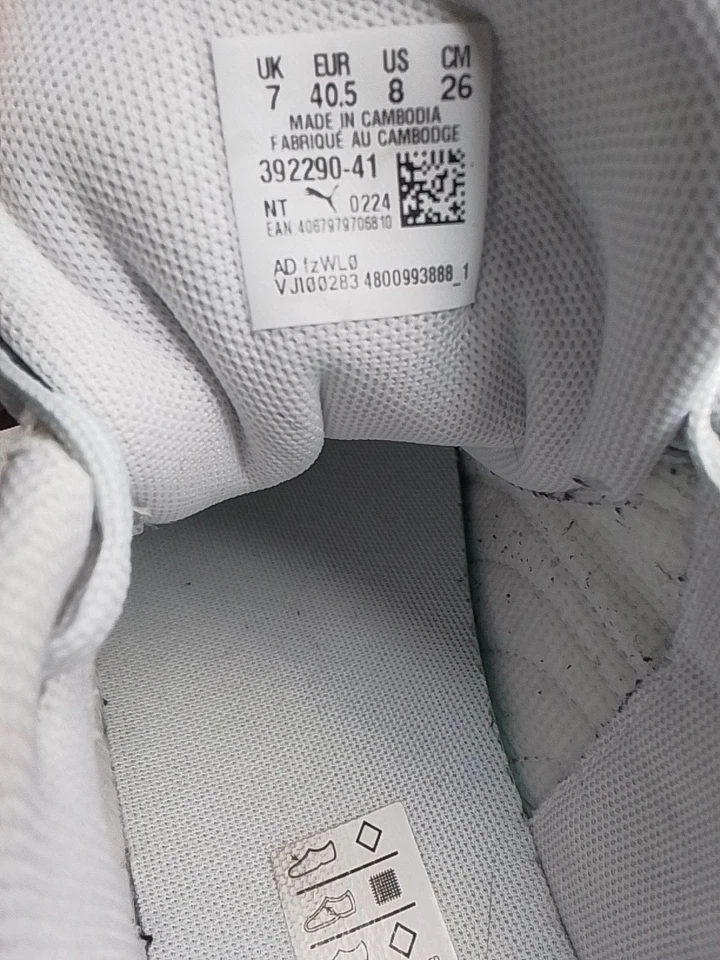 UK EUR US CM
7 40.5 8 26
MADE IN CAMBODIA
FABRIQUÉ AU CAMBODGE
392290-41
NT 0224
EAN:4067979706810
AD fzWL0
VJI00283 4800993888_1